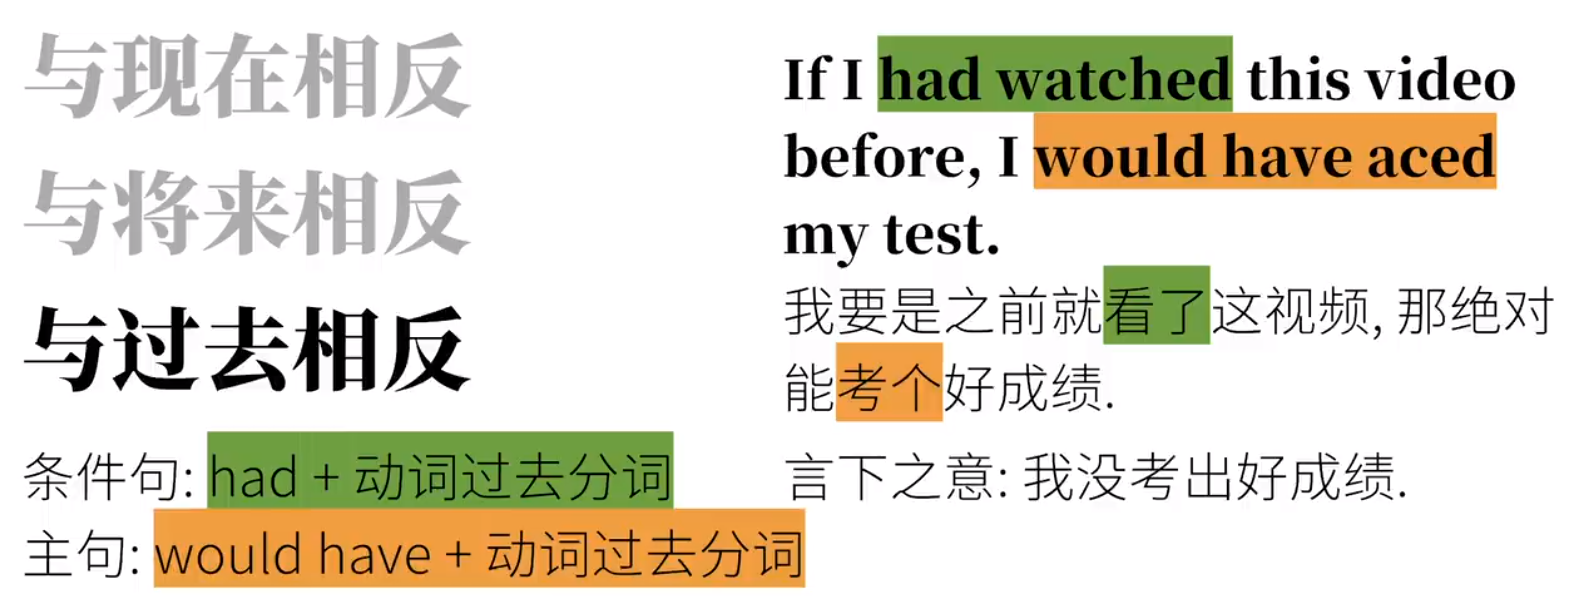 与现在相反
与将来相反
与过去相反
条件句: had + 动词过去分词
主句: would have + 动词过去分词
If I had watched this video
before, I would have aced
my test.
我要是之前就看了这视频, 那绝对
能考个好成绩.
言下之意: 我没考出好成绩.